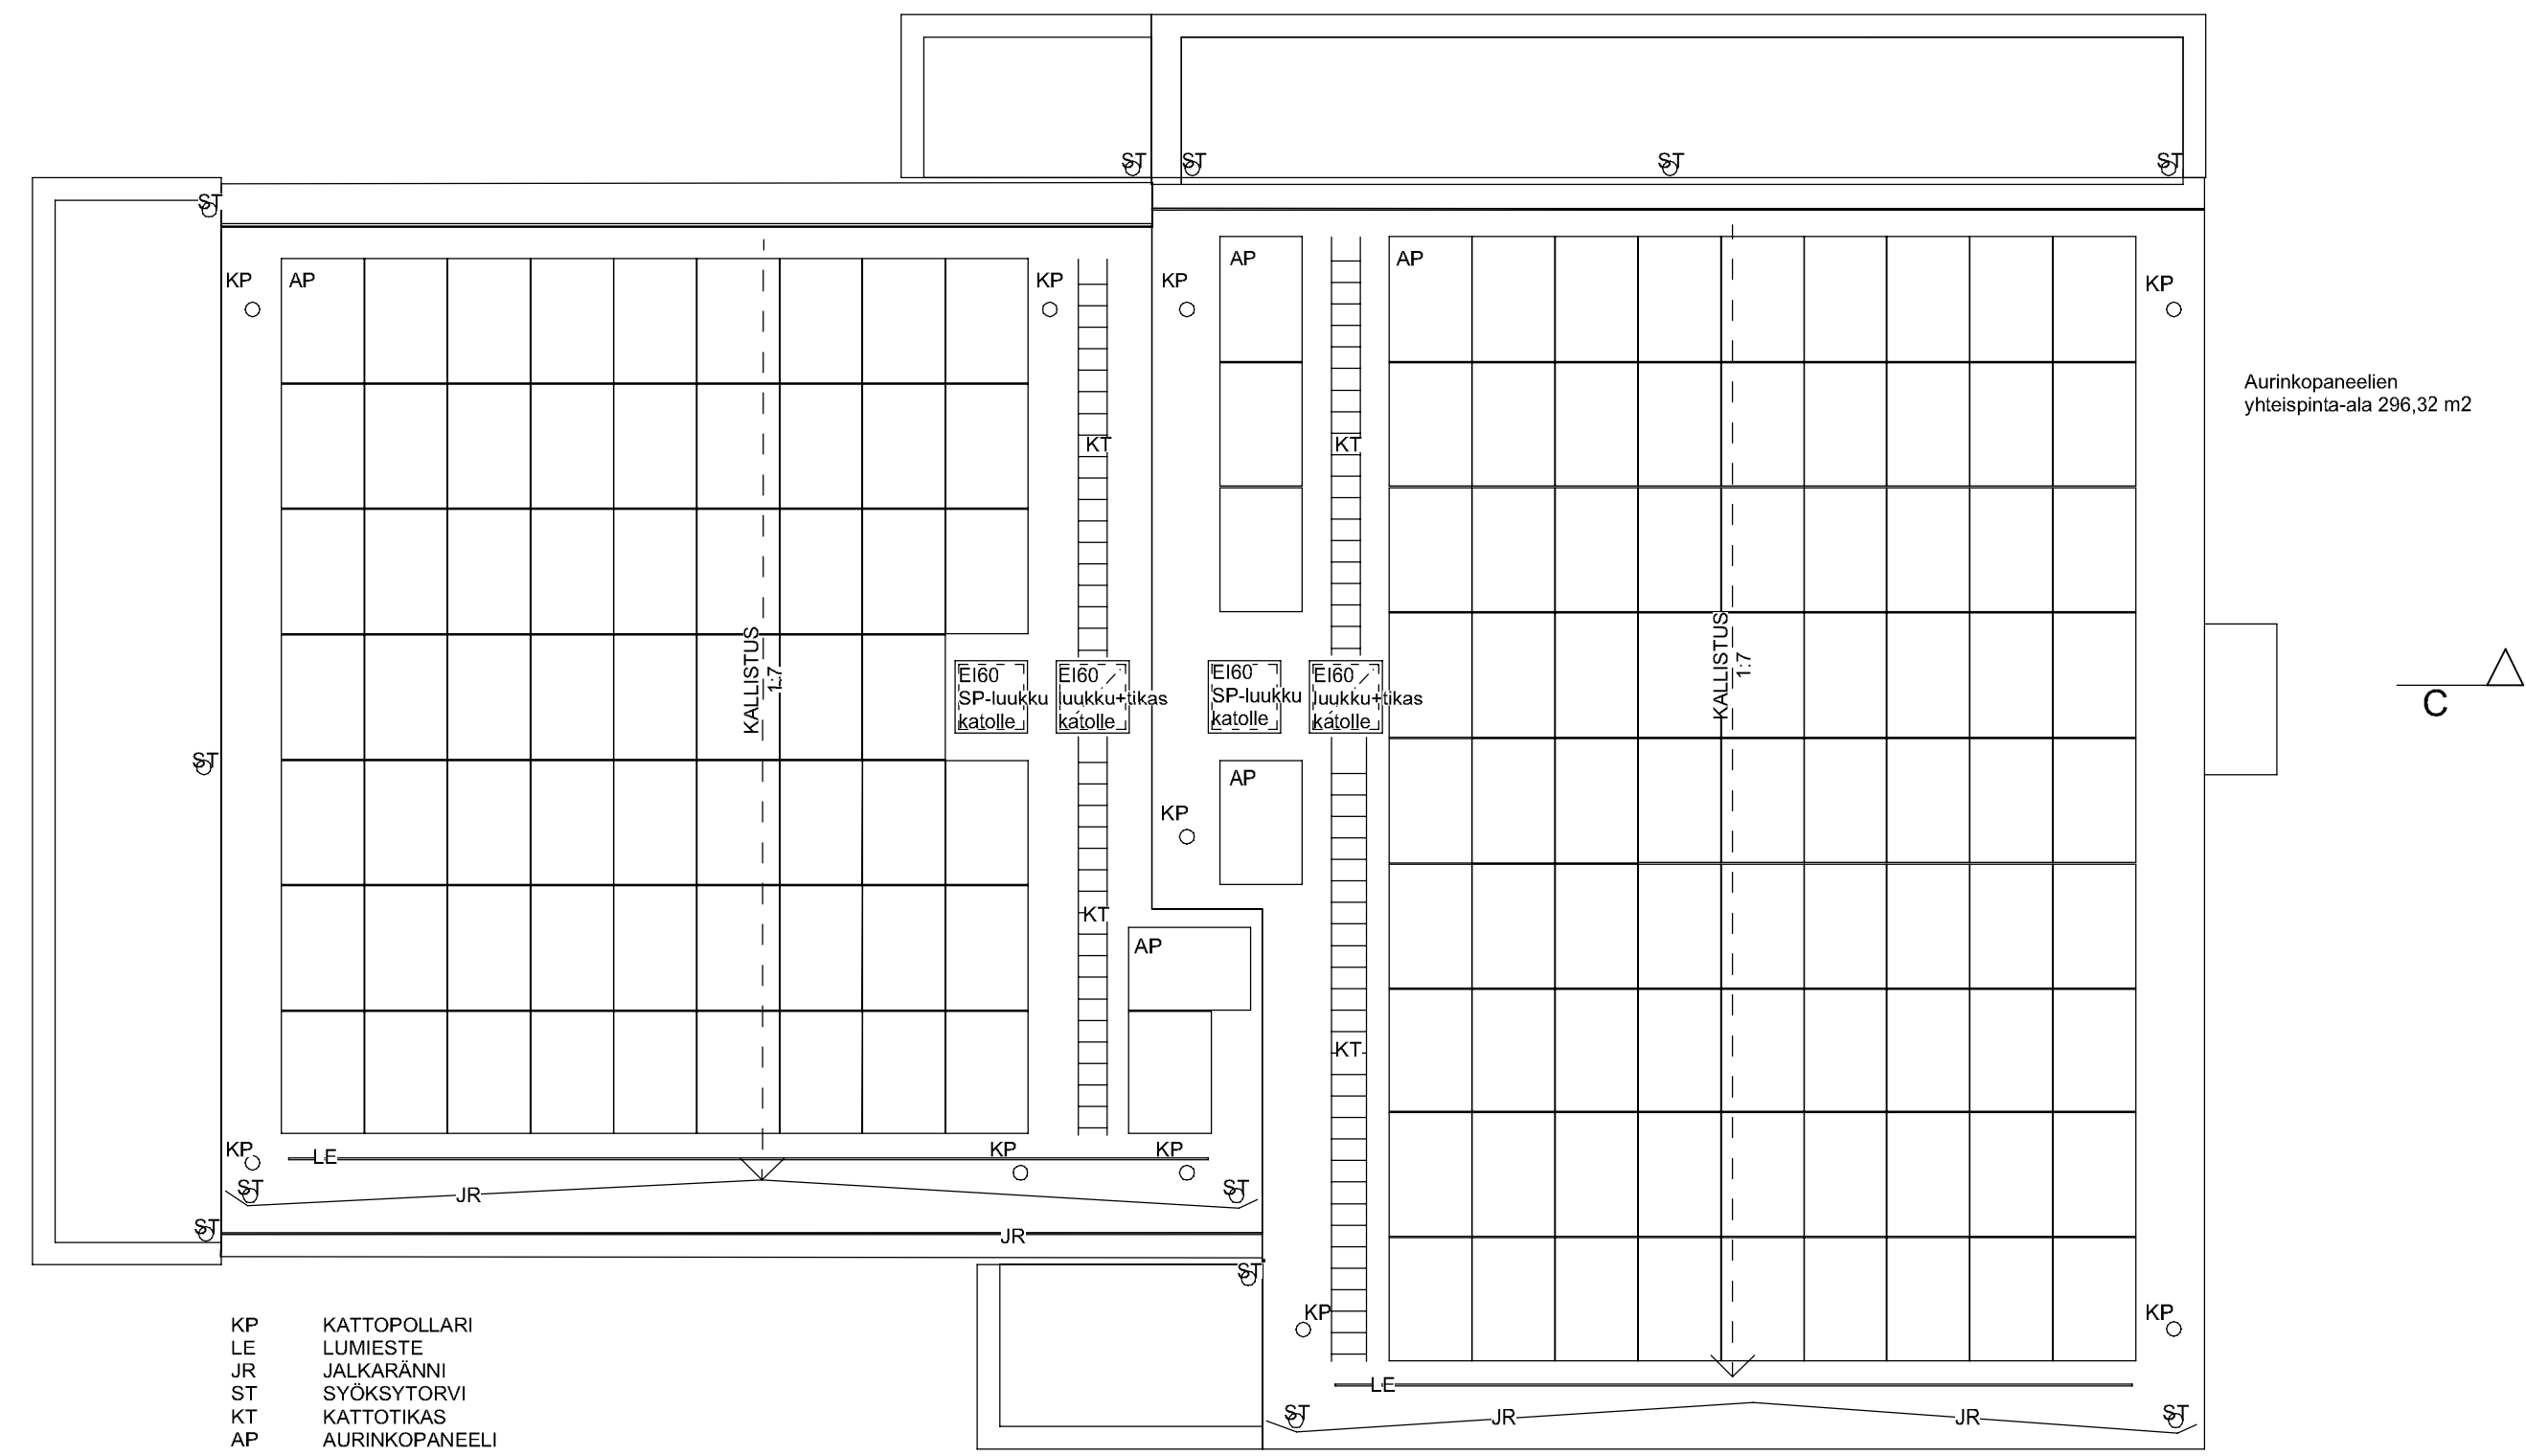 ST
ST
ST
ST
ST
KP
AP
KP
KP
AP
AP
KP
Aurinkopaneelien
yhteispinta-ala 296,32 m2
KT
KT
KALLISTUS
1:7
EI60
SP-luukku
katolle
EI60
luukku+tikas
katolle
EI60
SP-luukku
katolle
EI60
luukku+tikas
katolle
KALLISTUS
1:7
C
ST
AP
KP
KT
AP
KT
KP
LE
KP
KP
ST
JR
ST
ST
JR
ST
KP
KP
LE
ST
JR
JR
ST
KP KATTOPOLLARI
LE LUMIESTE
JR JALKARÄNNI
ST SYÖKSYTORVI
KT KATTOTIKAS
AP AURINKOPANEELI